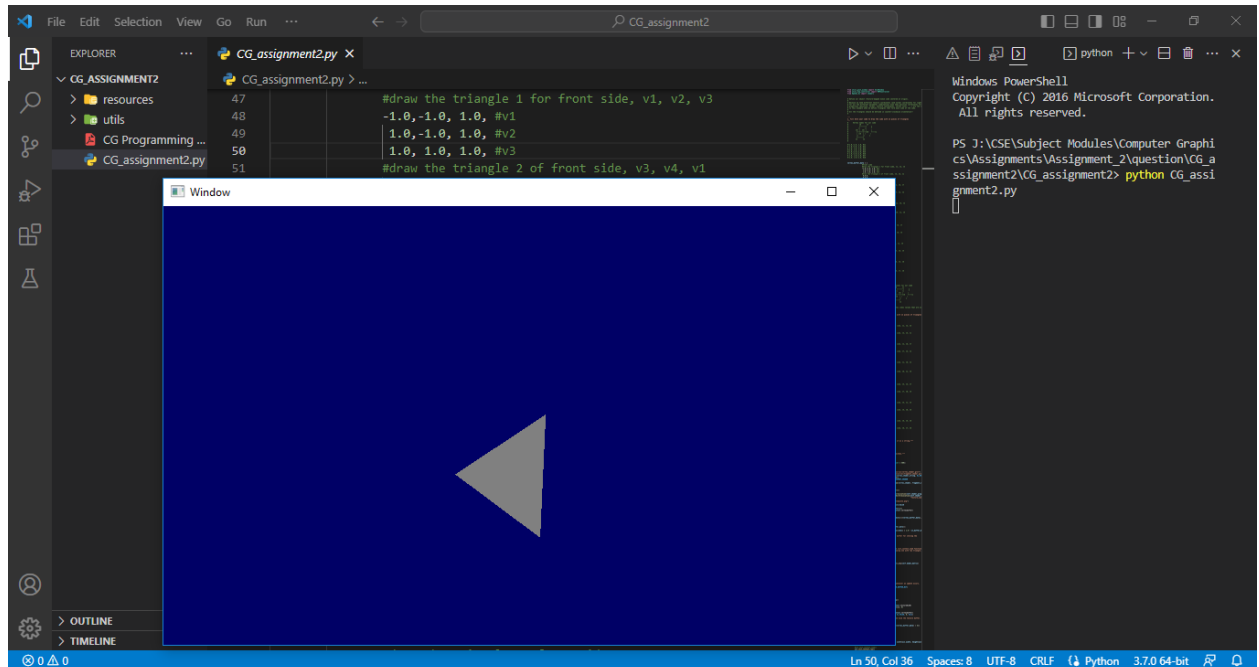 File Edit Selection View Go Run ··· CG_assignment2
EXPLORER ···
CG_ASSIGNMENT2
resources
utils
CG Programming ...
CG_assignment2.py
OUTLINE
TIMELINE
CG_assignment2.py
CG_assignment2.py > ...
47 #draw the triangle 1 for front side, v1, v2, v3
48 -1.0,-1.0, 1.0, #v1
49 1.0,-1.0, 1.0, #v2
50 1.0, 1.0, 1.0, #v3
51 #draw the triangle 2 of front side, v3, v4, v1
Window
python
Windows PowerShell
Copyright (C) 2016 Microsoft Corporation.
All rights reserved.
PS J:\CSE\Subject Modules\Computer Graphi
cs\Assignments\Assignment_2\question\CG_a
ssignment2\CG_assignment2> python CG_assi
gnment2.py
0 0 Ln 50, Col 36 Spaces: 8 UTF-8 CRLF Python 3.7.0 64-bit